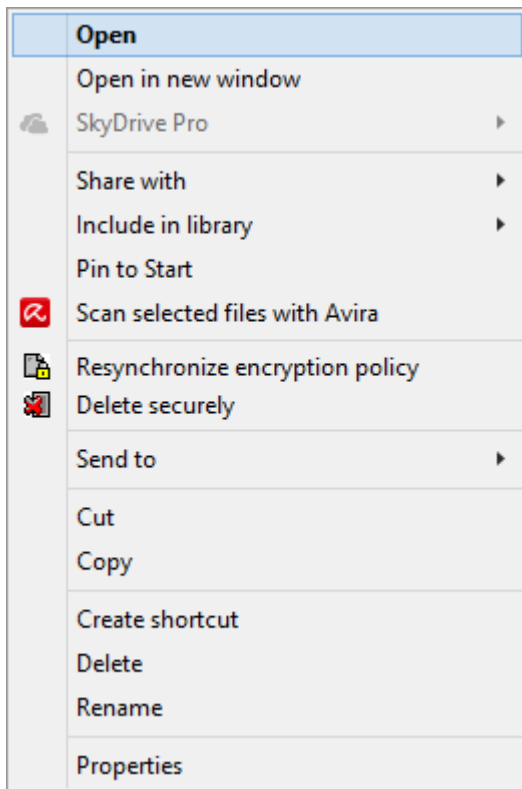 Open
Open in new window
SkyDrive Pro
Share with
Include in library
Pin to Start
Scan selected files with Avira
Resynchronize encryption policy
Delete securely
Send to
Cut
Copy
Create shortcut
Delete
Rename
Properties